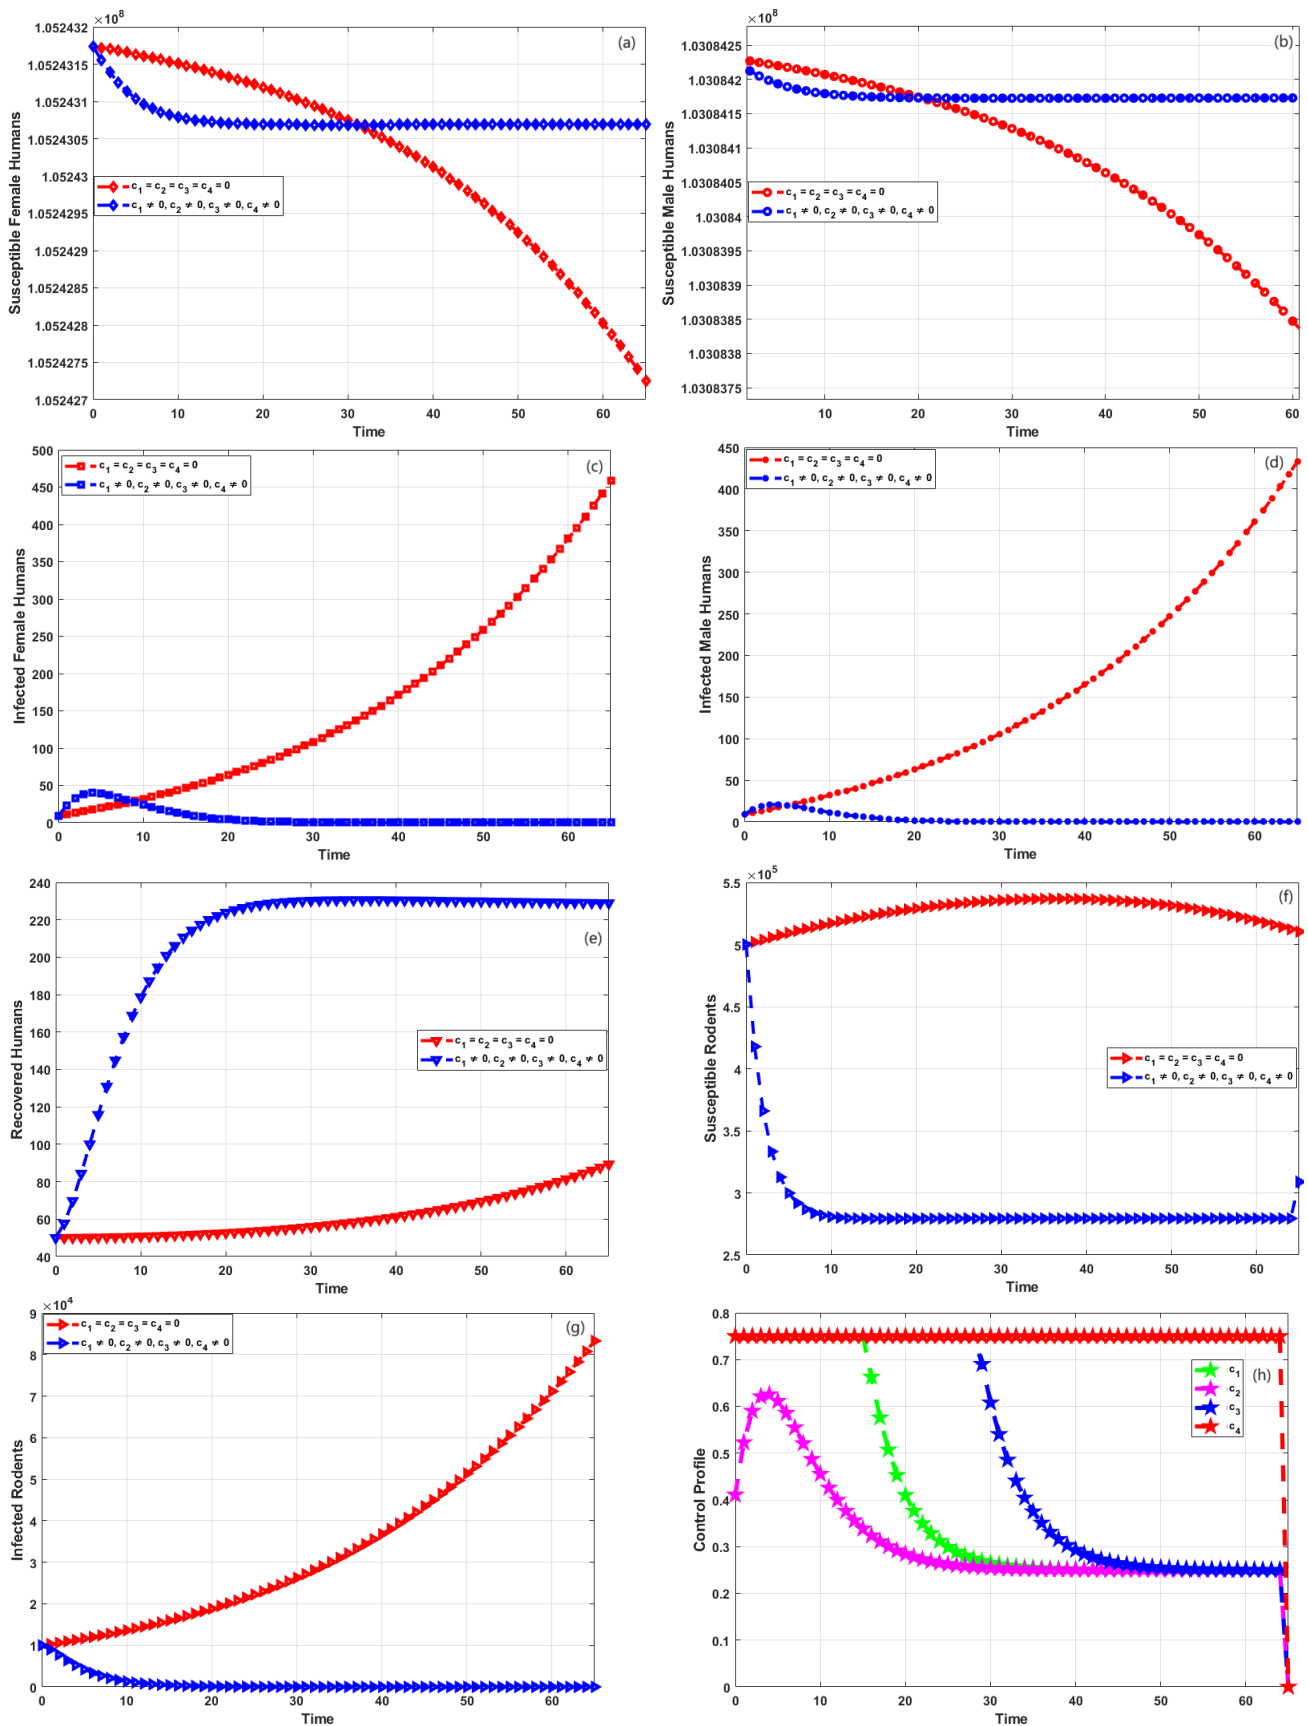 ×10⁸
(a)
1.052432
1.0524315
1.052431
1.0524305
1.05243
1.0524295
1.052429
1.0524285
1.052428
1.0524275
1.052427
Susceptible Female Humans
c₁ = c₂ = c₃ = c₄ = 0
c₁ ≠ 0, c₂ ≠ 0, c₃ ≠ 0, c₄ ≠ 0
0 10 20 30 40 50 60
Time
×10⁸
(b)
1.0308425
1.030842
1.0308415
1.030841
1.0308405
1.03084
1.0308395
1.030839
1.0308385
1.030838
1.0308375
Susceptible Male Humans
c₁ = c₂ = c₃ = c₄ = 0
c₁ ≠ 0, c₂ ≠ 0, c₃ ≠ 0, c₄ ≠ 0
10 20 30 40 50 60
Time
(c)
500
450
400
350
300
250
200
150
100
50
0
Infected Female Humans
c₁ = c₂ = c₃ = c₄ = 0
c₁ ≠ 0, c₂ ≠ 0, c₃ ≠ 0, c₄ ≠ 0
0 10 20 30 40 50 60
Time
(d)
450
400
350
300
250
200
150
100
50
0
Infected Male Humans
c₁ = c₂ = c₃ = c₄ = 0
c₁ ≠ 0, c₂ ≠ 0, c₃ ≠ 0, c₄ ≠ 0
0 10 20 30 40 50 60
Time
240
220
200
180
160
140
120
100
80
60
40
(e)
Recovered Humans
c₁ = c₂ = c₃ = c₄ = 0
c₁ ≠ 0, c₂ ≠ 0, c₃ ≠ 0, c₄ ≠ 0
0 10 20 30 40 50 60
Time
×10⁵
(f)
5.5
5
4.5
4
3.5
3
2.5
Susceptible Rodents
c₁ = c₂ = c₃ = c₄ = 0
c₁ ≠ 0, c₂ ≠ 0, c₃ ≠ 0, c₄ ≠ 0
0 10 20 30 40 50 60
Time
×10⁴
(g)
9
8
7
6
5
4
3
2
1
0
Infected Rodents
c₁ = c₂ = c₃ = c₄ = 0
c₁ ≠ 0, c₂ ≠ 0, c₃ ≠ 0, c₄ ≠ 0
0 10 20 30 40 50 60
Time
0.8
0.7
0.6
0.5
0.4
0.3
0.2
0.1
0
Control Profile
c₁
c₂
c₃
c₄
(h)
0 10 20 30 40 50 60
Time